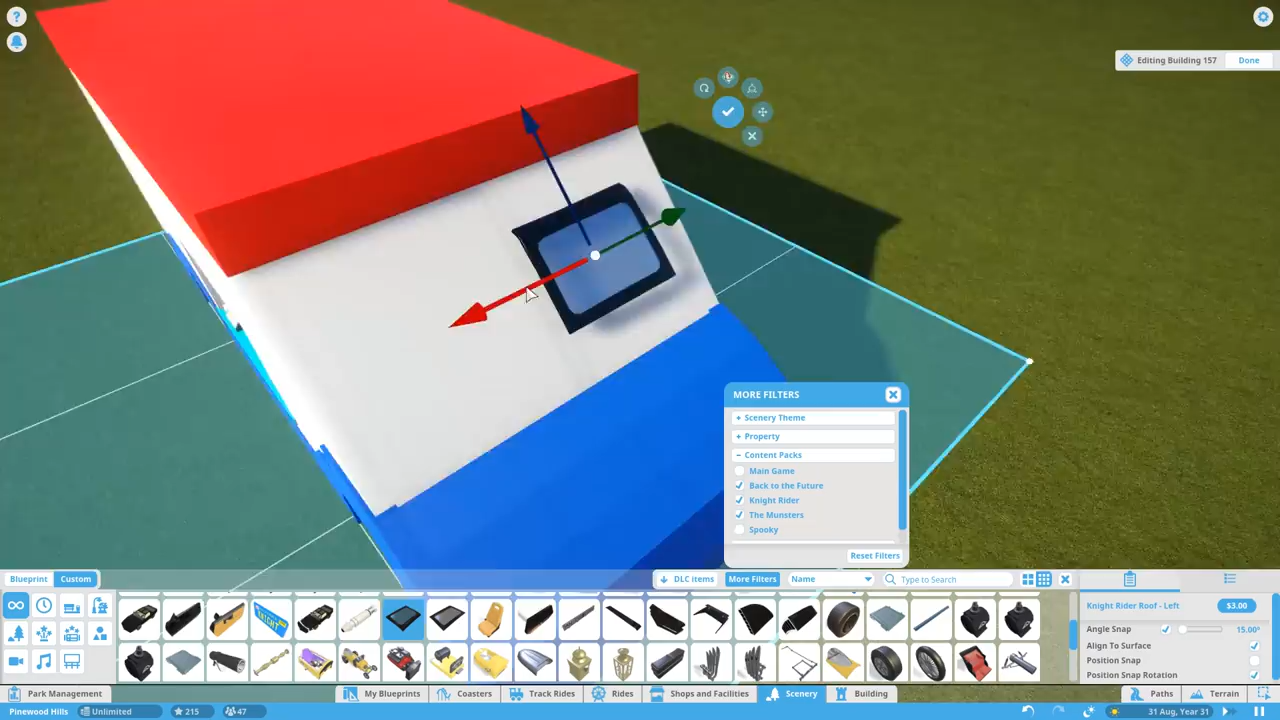 ?
Editing Building 157 Done
MORE FILTERS
+ Scenery Theme
+ Property
− Content Packs
Main Game
Back to the Future
Knight Rider
The Munsters
Spooky
Reset Filters
Blueprint Custom DLC items More Filters Name Type to Search
KNIGHT
Knight Rider Roof - Left $3.00
Angle Snap 15.00°
Align To Surface
Position Snap
Position Snap Rotation
Park Management My Blueprints Coasters Track Rides Rides Shops and Facilities Scenery Building Paths Terrain
Pinewood Hills Unlimited 215 47 31 Aug, Year 31